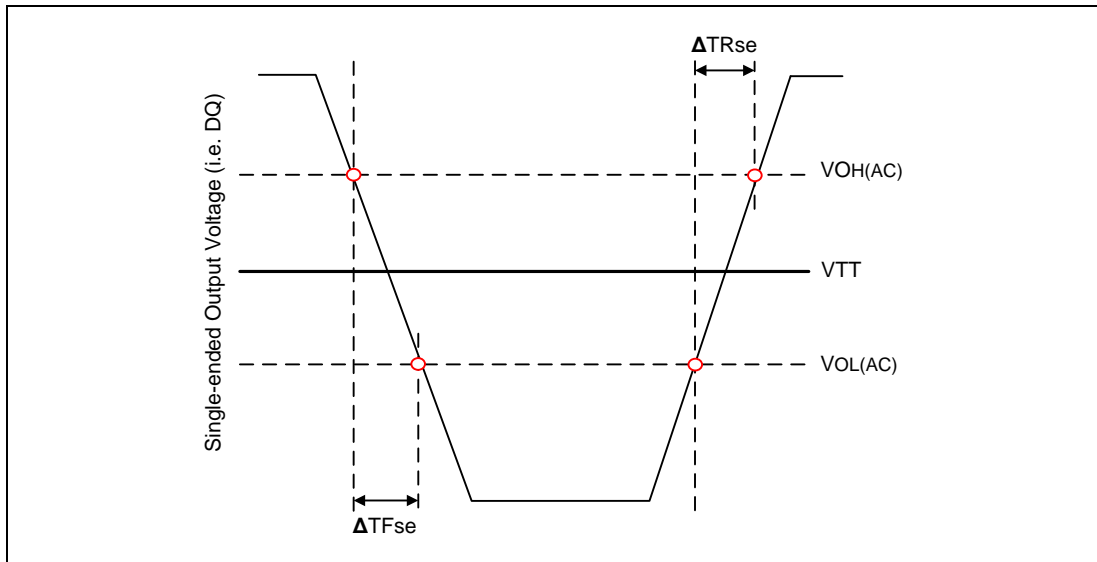 ΔTRse
Single-ended Output Voltage (i.e. DQ)
VOH(AC)
VTT
VOL(AC)
ΔTFse